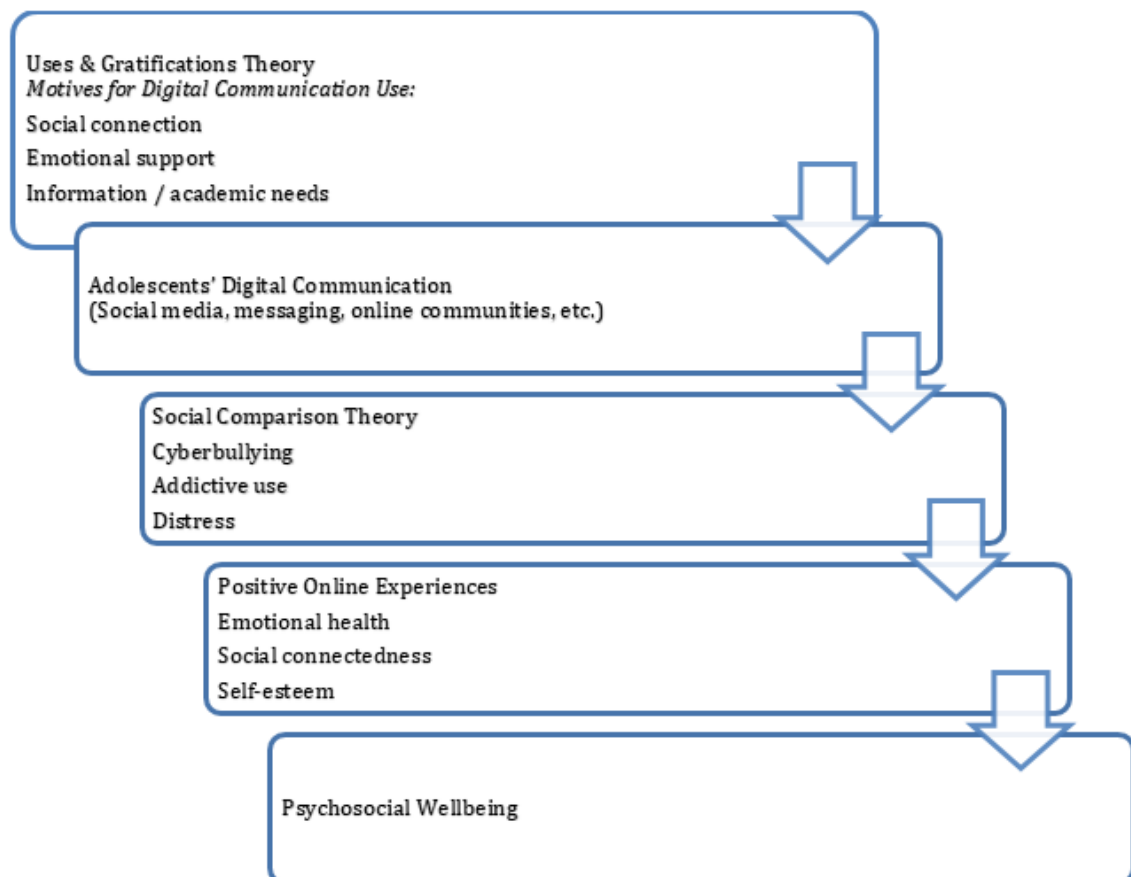 Uses & Gratifications Theory
Motives for Digital Communication Use:
Social connection
Emotional support
Information / academic needs
Adolescents’ Digital Communication
(Social media, messaging, online communities, etc.)
Social Comparison Theory
Cyberbullying
Addictive use
Distress
Positive Online Experiences
Emotional health
Social connectedness
Self-esteem
Psychosocial Wellbeing